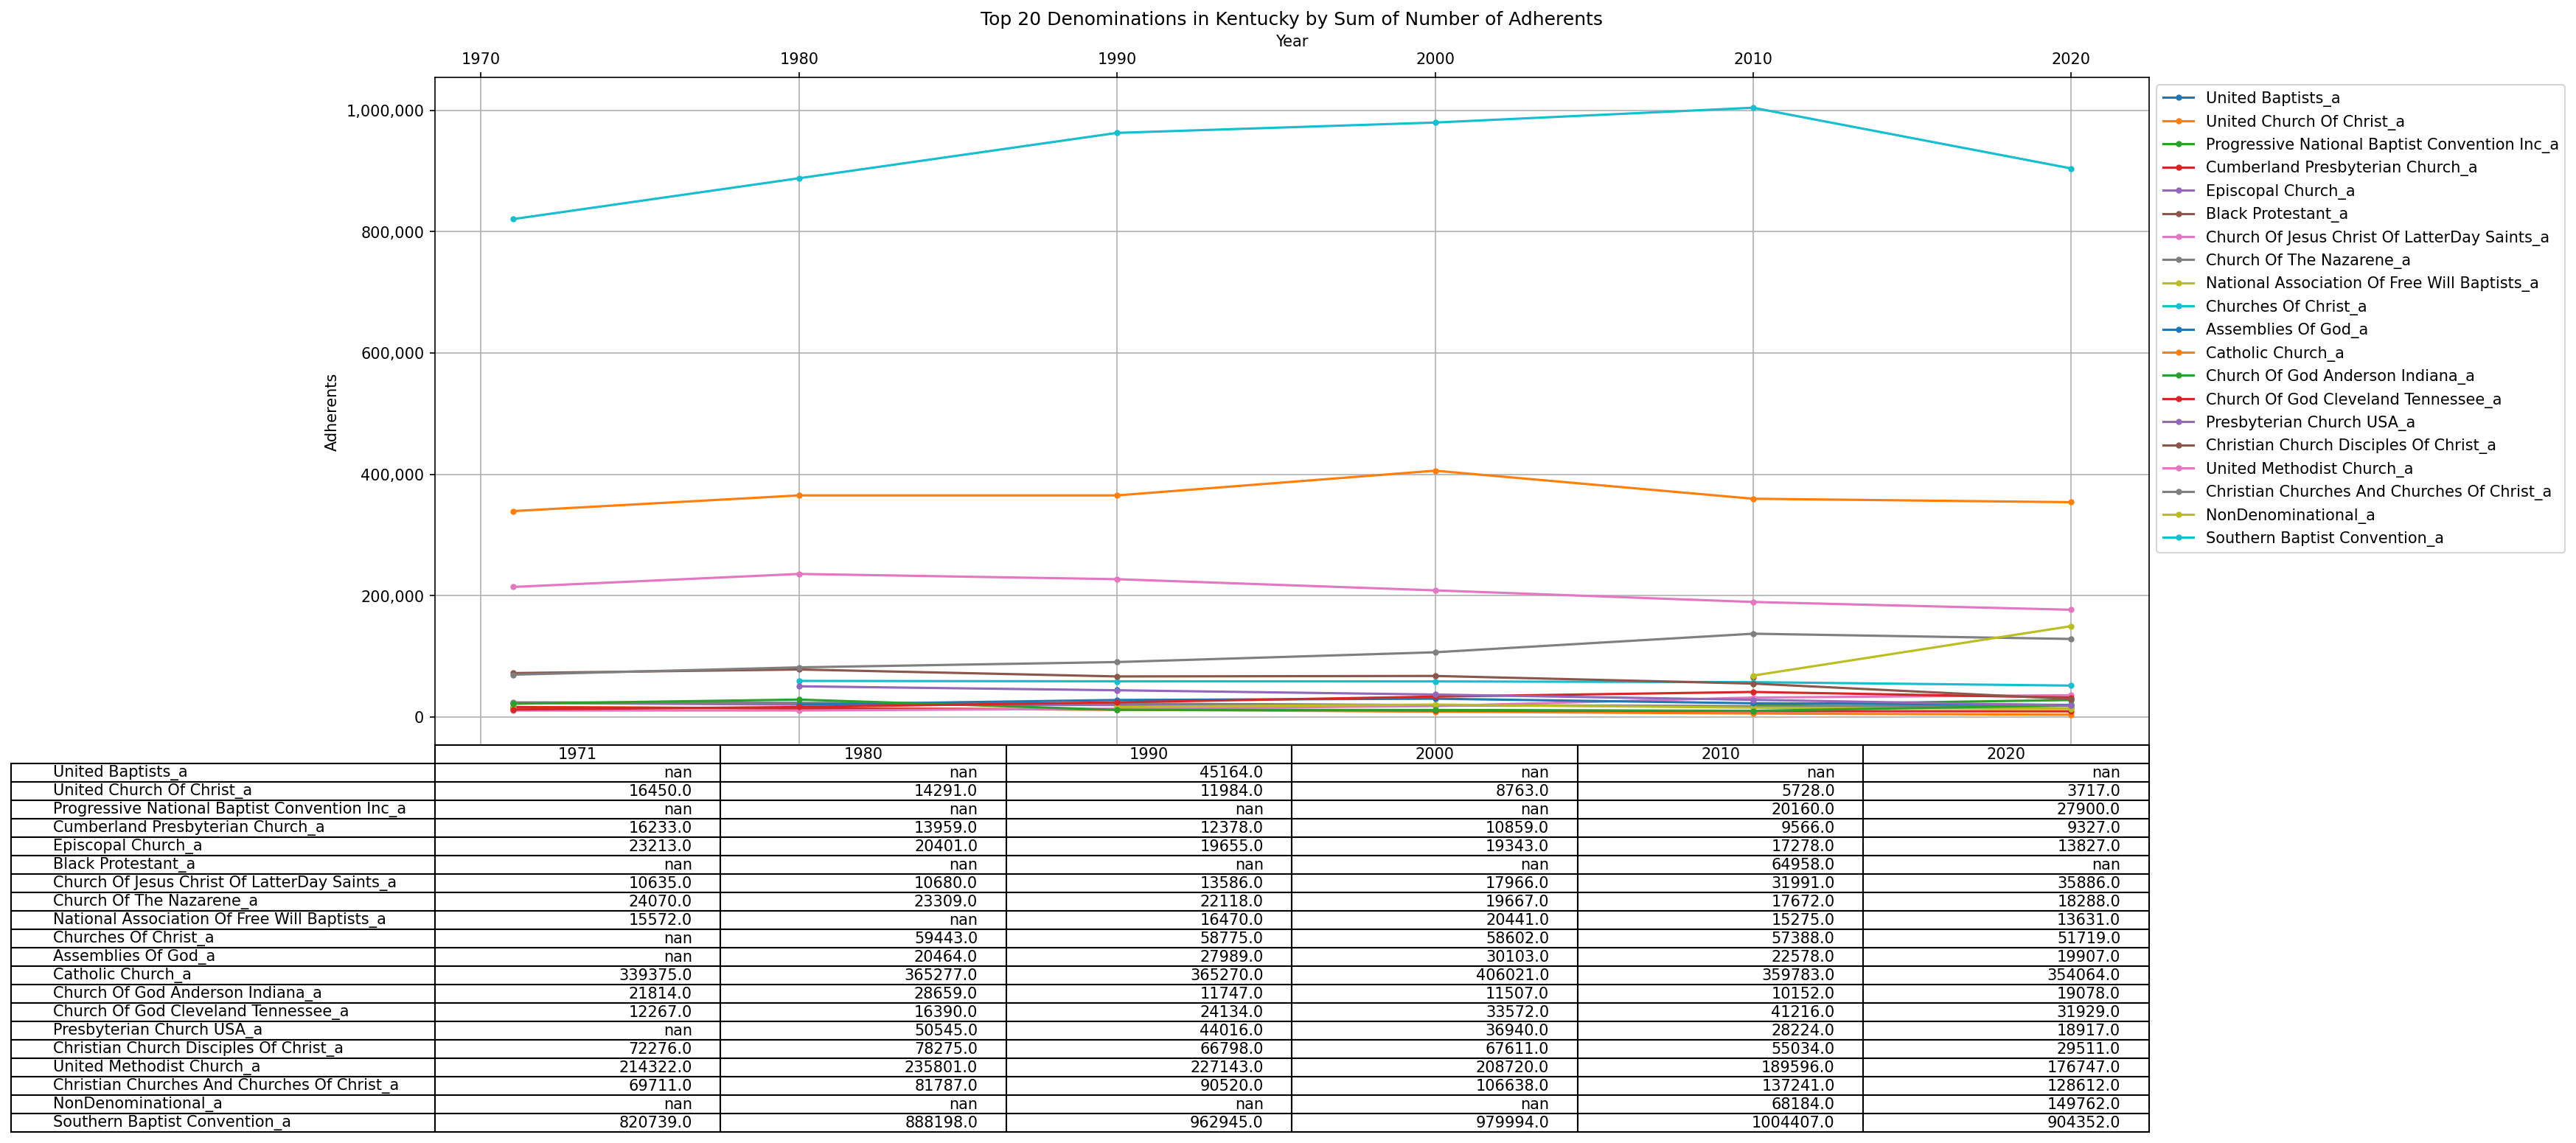 Top 20 Denominations in Kentucky by Sum of Number of Adherents
Year
1970 1980 1990 2000 2010 2020
1,000,000
800,000
600,000
400,000
200,000
0
Adherents
United Baptists_a
United Church Of Christ_a
Progressive National Baptist Convention Inc_a
Cumberland Presbyterian Church_a
Episcopal Church_a
Black Protestant_a
Church Of Jesus Christ Of LatterDay Saints_a
Church Of The Nazarene_a
National Association Of Free Will Baptists_a
Churches Of Christ_a
Assemblies Of God_a
Catholic Church_a
Church Of God Anderson Indiana_a
Church Of God Cleveland Tennessee_a
Presbyterian Church USA_a
Christian Church Disciples Of Christ_a
United Methodist Church_a
Christian Churches And Churches Of Christ_a
NonDenominational_a
Southern Baptist Convention_a
1971 1980 1990 2000 2010 2020
United Baptists_a nan nan 45164.0 nan nan nan
United Church Of Christ_a 16450.0 14291.0 11984.0 8763.0 5728.0 3717.0
Progressive National Baptist Convention Inc_a nan nan nan nan 20160.0 27900.0
Cumberland Presbyterian Church_a 16233.0 13959.0 12378.0 10859.0 9566.0 9327.0
Episcopal Church_a 23213.0 20401.0 19655.0 19343.0 17278.0 13827.0
Black Protestant_a nan nan nan nan 64958.0 nan
Church Of Jesus Christ Of LatterDay Saints_a 10635.0 10680.0 13586.0 17966.0 31991.0 35886.0
Church Of The Nazarene_a 24070.0 23309.0 22118.0 19667.0 17672.0 18288.0
National Association Of Free Will Baptists_a 15572.0 nan 16470.0 20441.0 15275.0 13631.0
Churches Of Christ_a nan 59443.0 58775.0 58602.0 57388.0 51719.0
Assemblies Of God_a nan 20464.0 27989.0 30103.0 22578.0 19907.0
Catholic Church_a 339375.0 365277.0 365270.0 406021.0 359783.0 354064.0
Church Of God Anderson Indiana_a 21814.0 28659.0 11747.0 11507.0 10152.0 19078.0
Church Of God Cleveland Tennessee_a 12267.0 16390.0 24134.0 33572.0 41216.0 31929.0
Presbyterian Church USA_a nan 50545.0 44016.0 36940.0 28224.0 18917.0
Christian Church Disciples Of Christ_a 72276.0 78275.0 66798.0 67611.0 55034.0 29511.0
United Methodist Church_a 214322.0 235801.0 227143.0 208720.0 189596.0 176747.0
Christian Churches And Churches Of Christ_a 69711.0 81787.0 90520.0 106638.0 137241.0 128612.0
NonDenominational_a nan nan nan nan 68184.0 149762.0
Southern Baptist Convention_a 820739.0 888198.0 962945.0 979994.0 1004407.0 904352.0